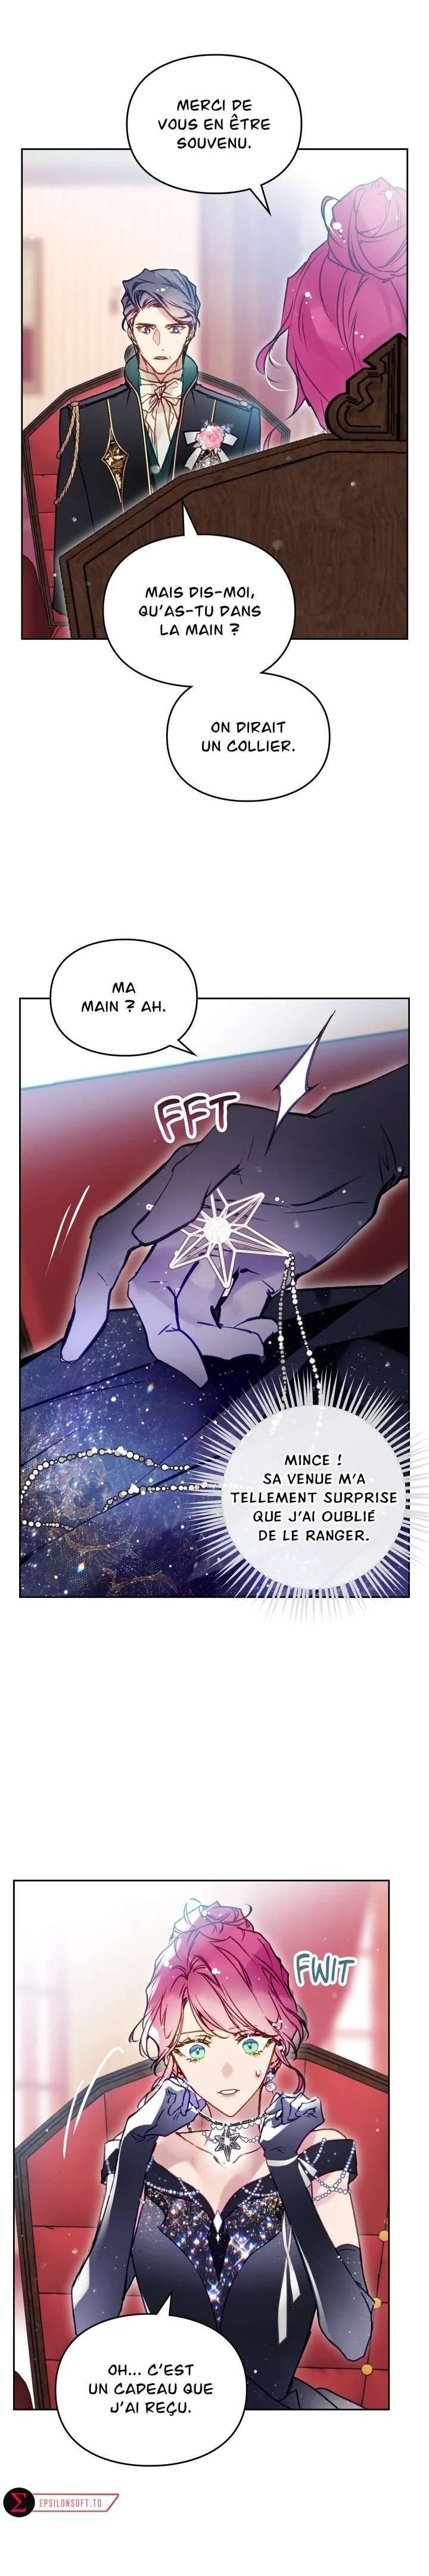 MERCI DE
VOUS EN ÊTRE
SOUVENU.
MAIS DIS-MOI,
QU'AS-TU DANS
LA MAIN ?
ON DIRAIT
UN COLLIER.
MA
MAIN ? AH.
FFT
MINCE !
SA VENUE M'A
TELLEMENT SURPRISE
QUE J'AI OUBLIÉ
DE LE RANGER.
FWIT
OH... C'EST
UN CADEAU QUE
J'AI REÇU.
Σ EPSILONSOFT.TO